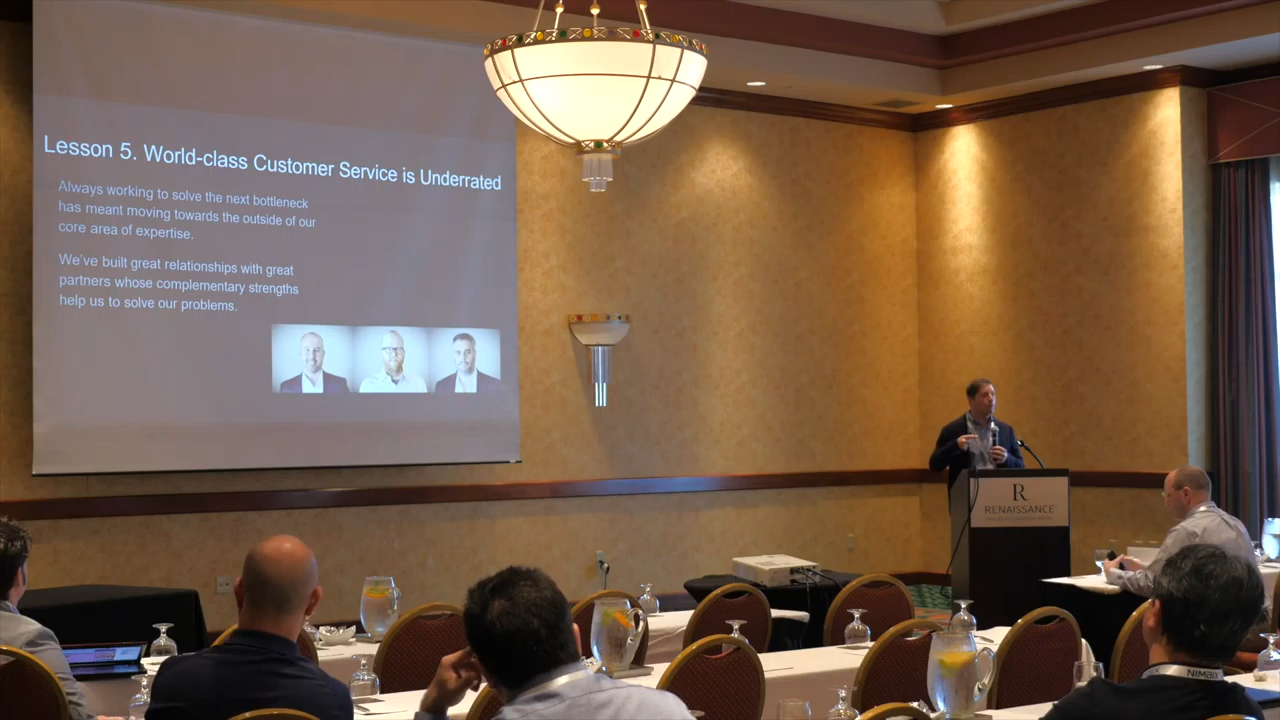 Lesson 5. World-class Customer Service is Underrated
Always working to solve the next bottleneck
has meant moving towards the outside of our
core area of expertise.
We've built great relationships with great
partners whose complementary strengths
help us to solve our problems.
R
RENAISSANCE
NIMBIX